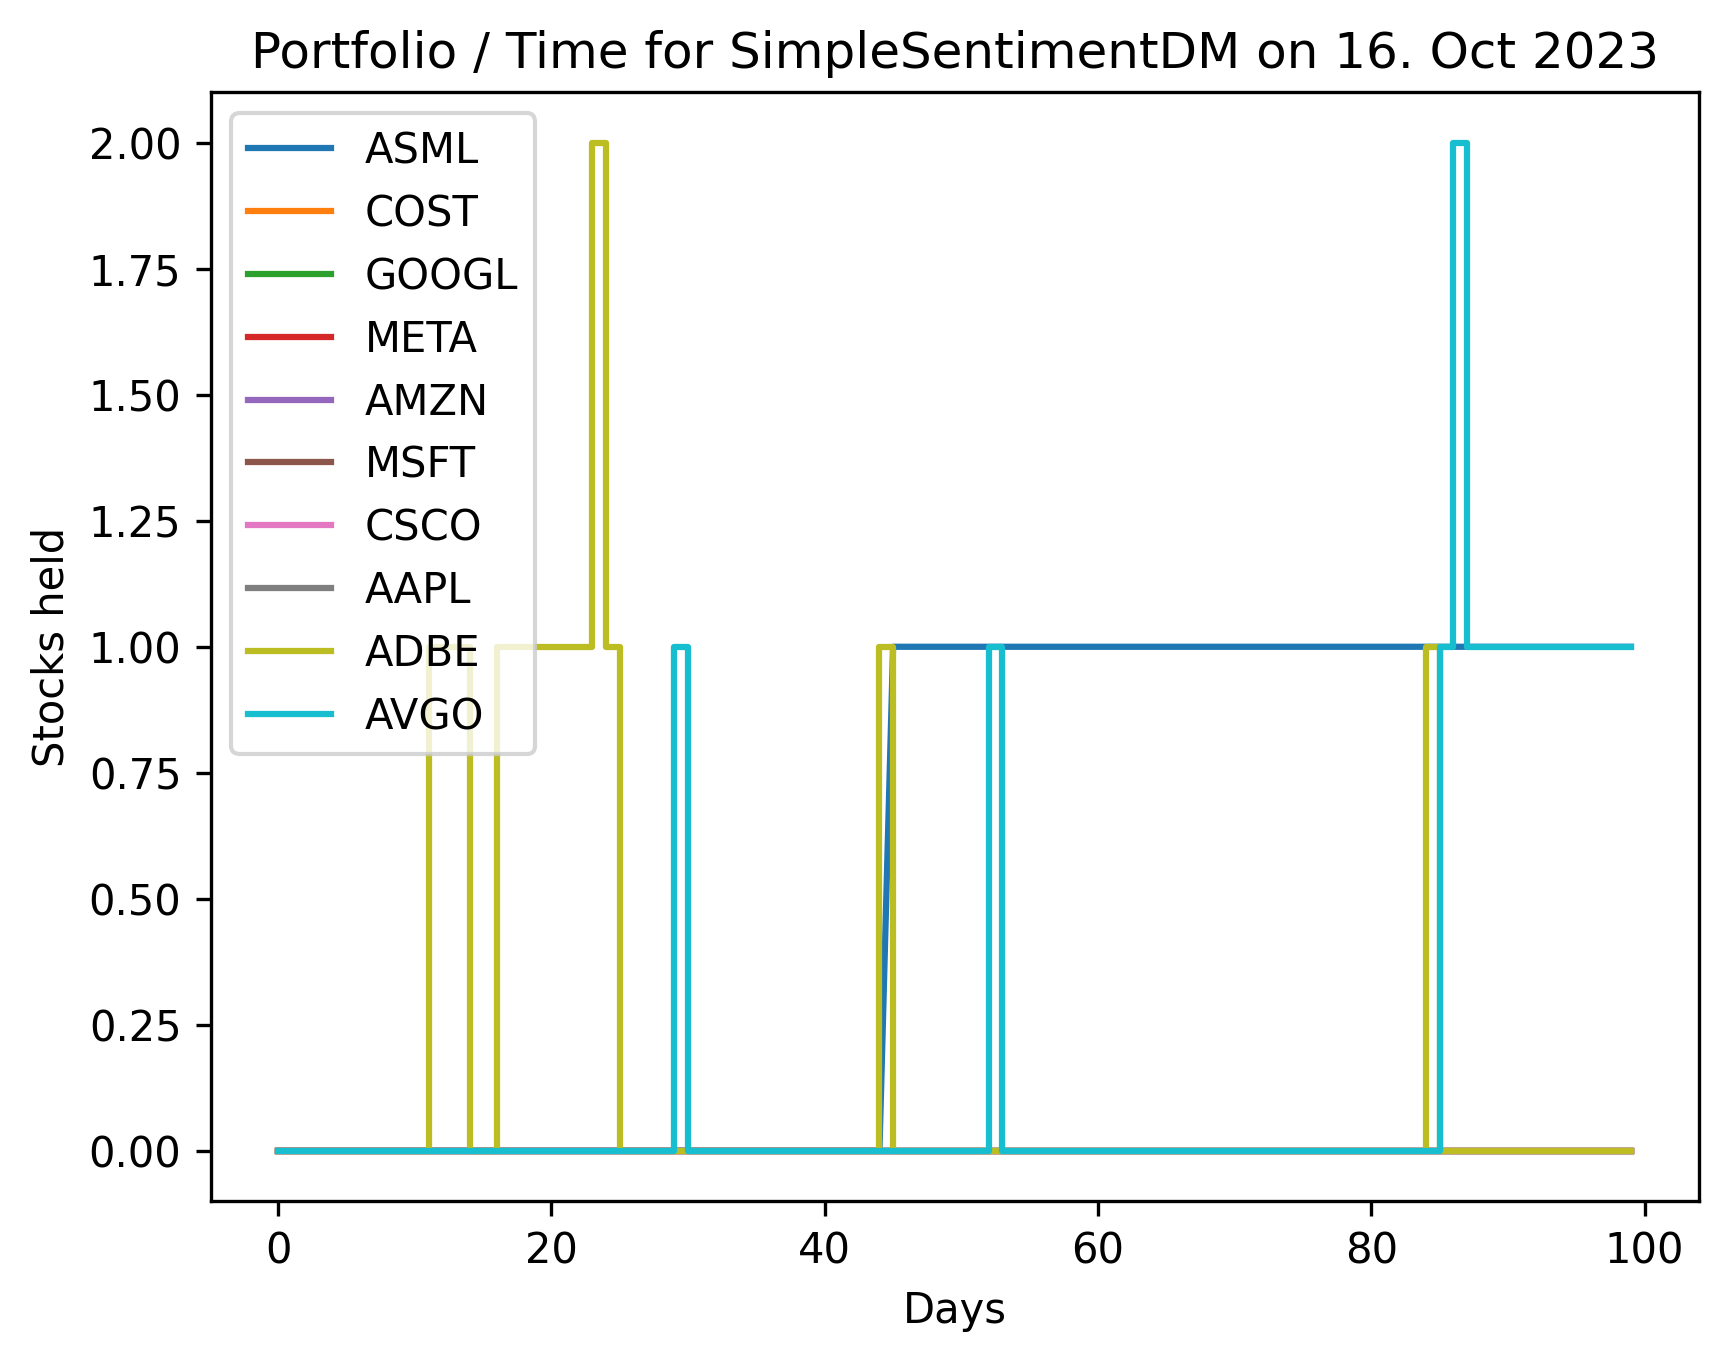 Portfolio / Time for SimpleSentimentDM on 16. Oct 2023
2.00
1.75
1.50
1.25
1.00
0.75
0.50
0.25
0.00
Stocks held
ASML
COST
GOOGL
META
AMZN
MSFT
CSCO
AAPL
ADBE
AVGO
0 20 40 60 80 100
Days